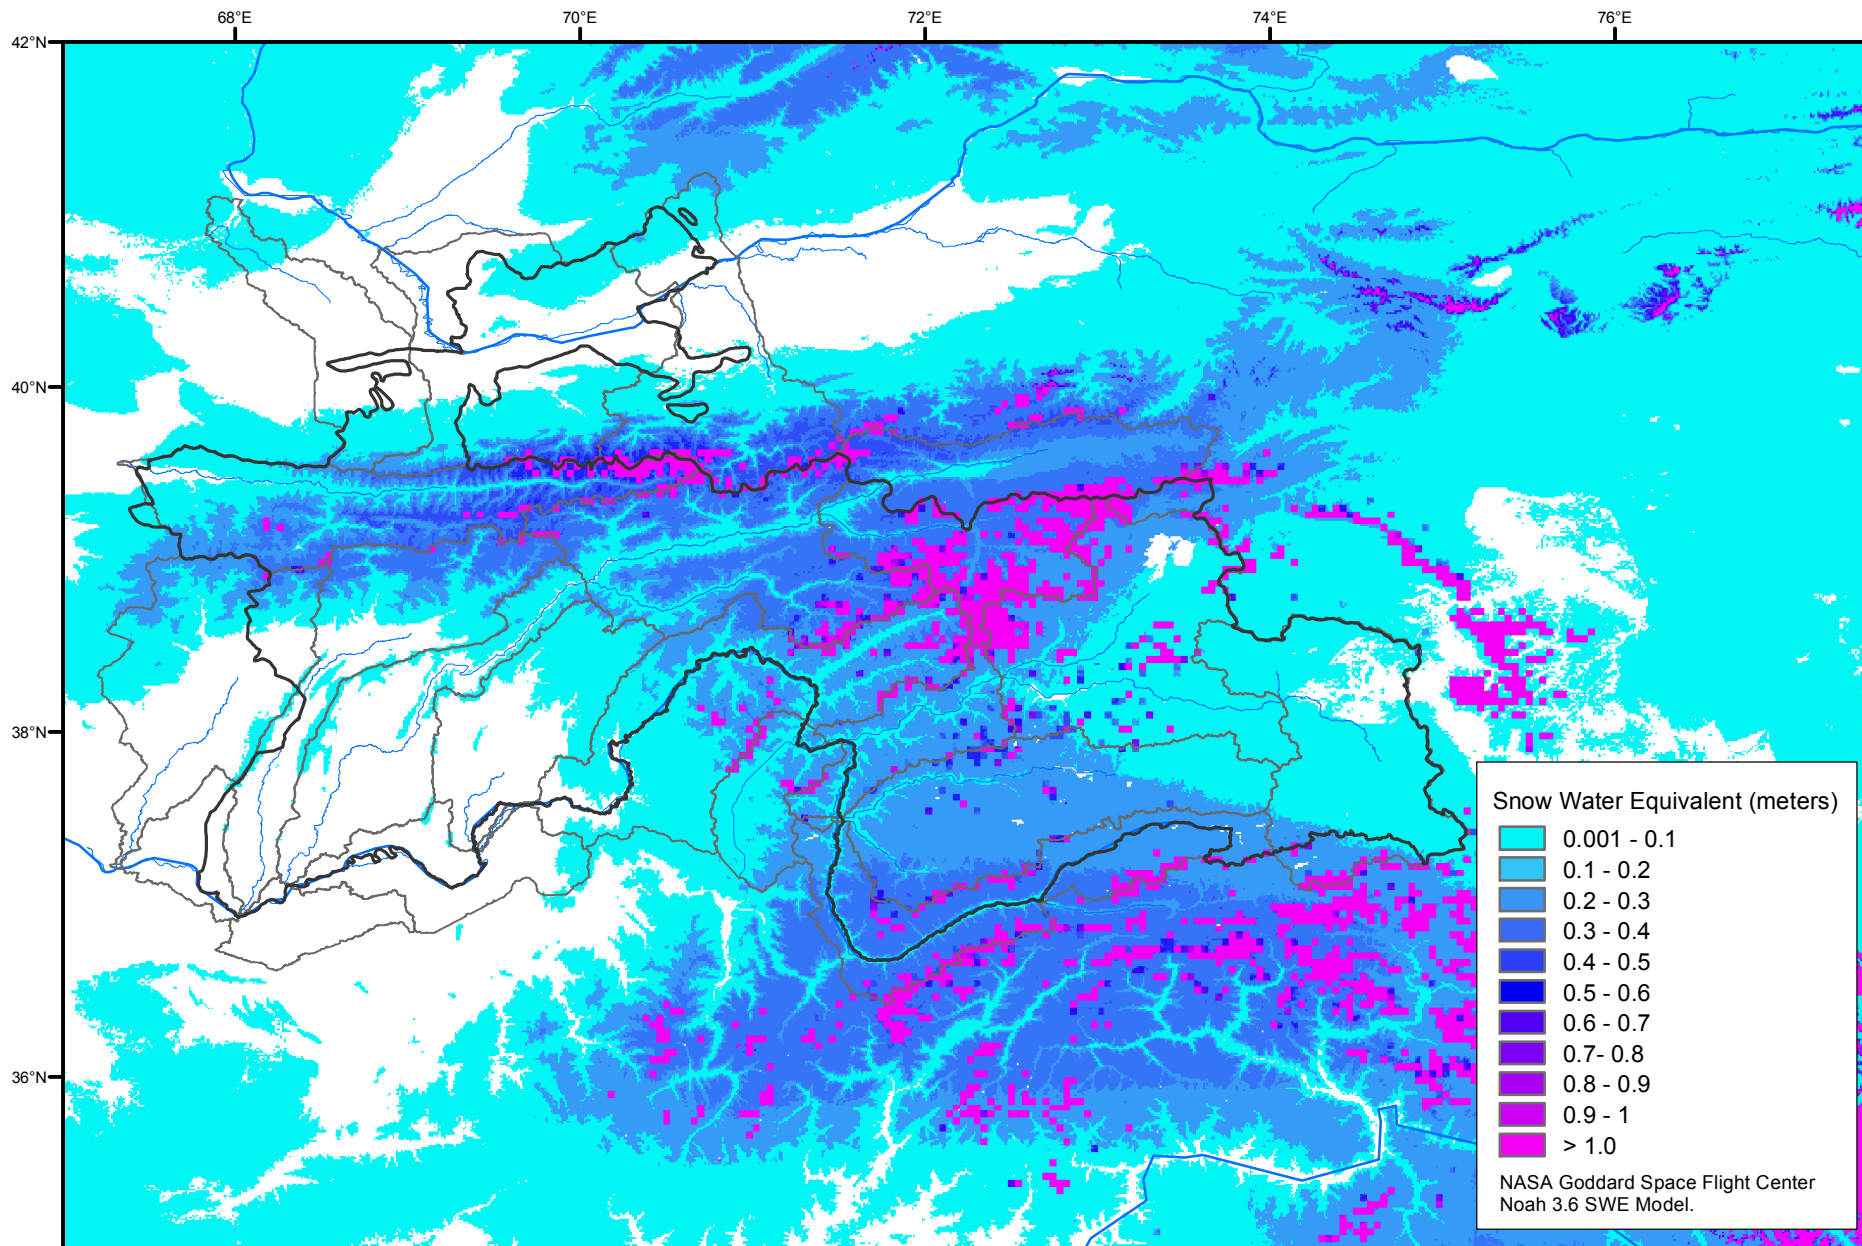 68°E 70°E 72°E 74°E 76°E
42°N
40°N
38°N
36°N
Snow Water Equivalent (meters)
0.001 - 0.1
0.1 - 0.2
0.2 - 0.3
0.3 - 0.4
0.4 - 0.5
0.5 - 0.6
0.6 - 0.7
0.7- 0.8
0.8 - 0.9
0.9 - 1
> 1.0
NASA Goddard Space Flight Center
Noah 3.6 SWE Model.